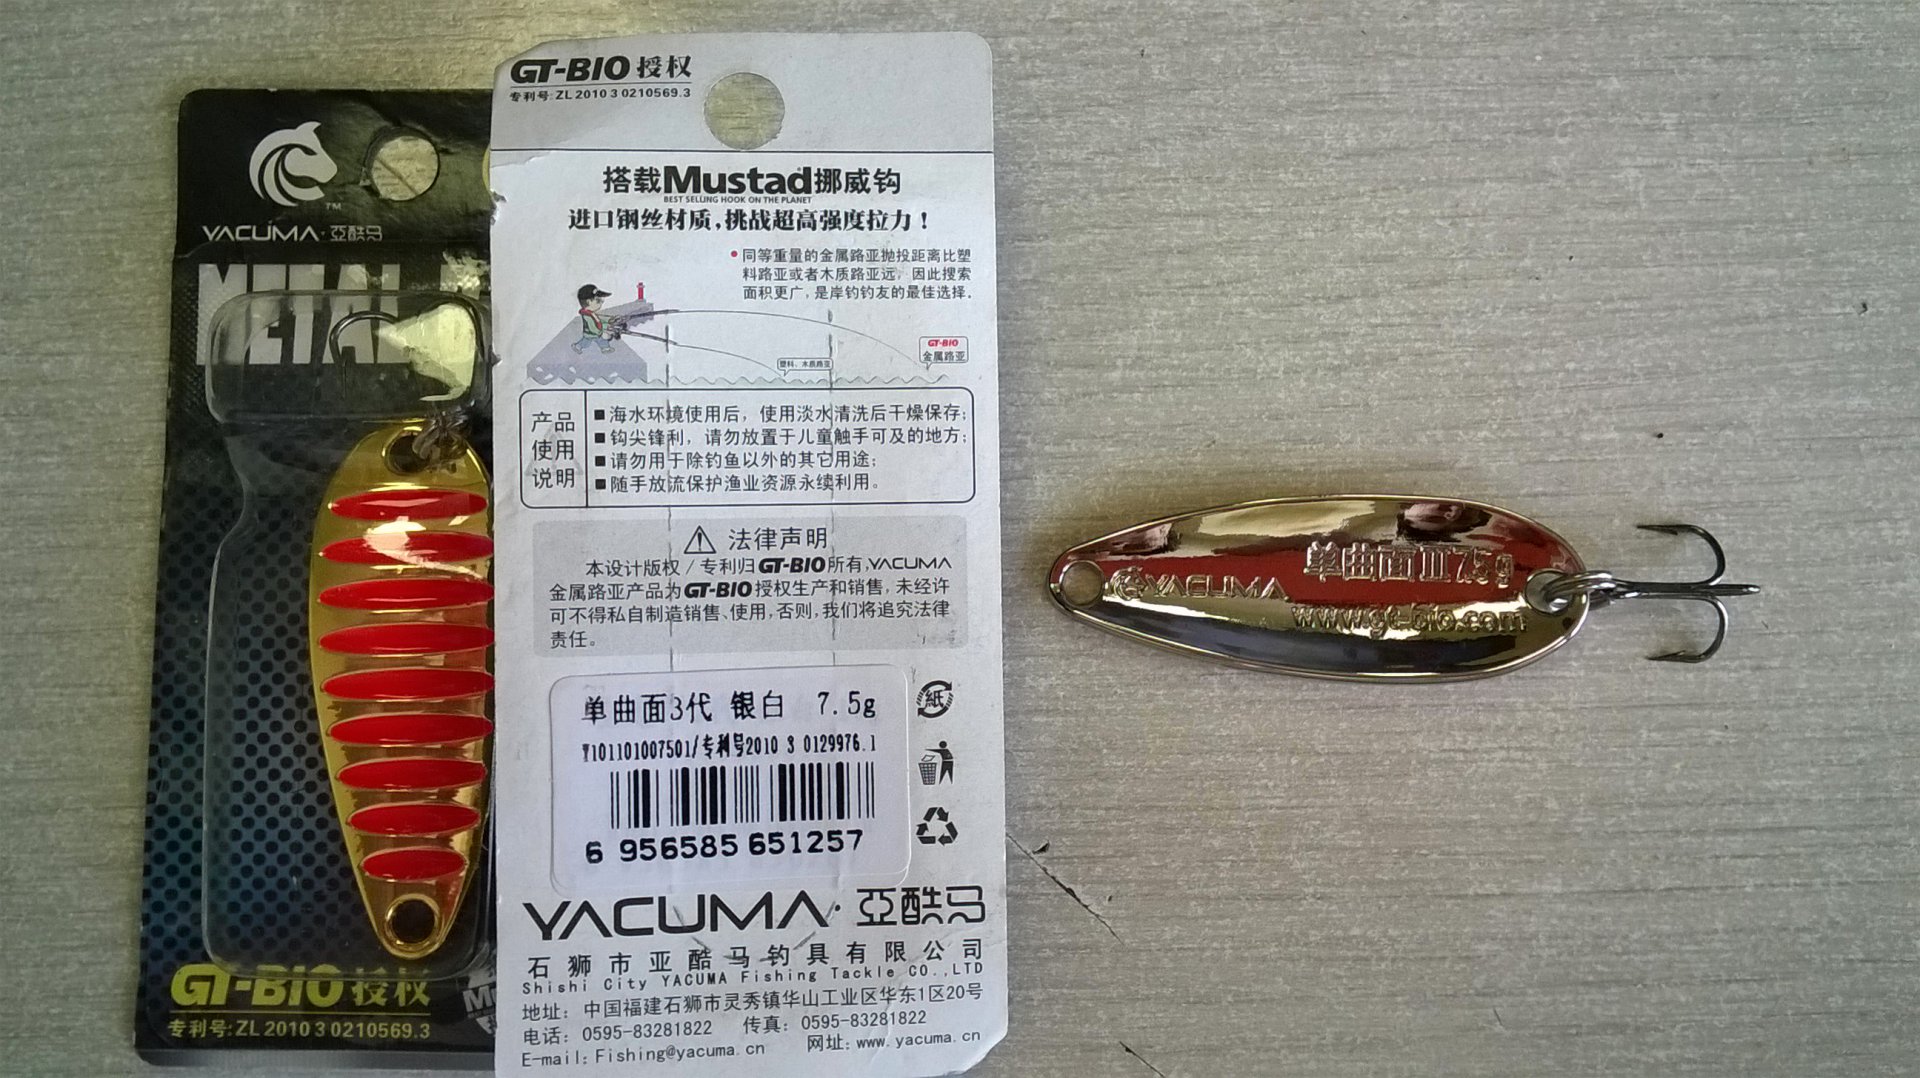 YACUMA·亞酷马
TM
METAL
GT-BIO 授权
专利号:ZL 2010 3 0210569.3
GT-BIO 授权
专利号: ZL 2010 3 0210569.3
搭载Mustad挪威钩
BEST SELLING HOOK ON THE PLANET
进口钢丝材质,挑战超高强度拉力!
同等重量的金属路亚抛投距离比塑
料路亚或者木质路亚远，因此搜索
面积更广，是岸钓钓友的最佳选择.
GT-BIO
金属路亚
塑料、木质路亚
产品
使用
说明
■ 海水环境使用后，使用淡水清洗后干燥保存;
■ 钩尖锋利，请勿放置于儿童触手可及的地方;
■ 请勿用于除钓鱼以外的其它用途;
■ 随手放流保护渔业资源永续利用。
法律声明
本设计版权/专利归GT-BIO所有,YACUMA
金属路亚产品为GT-BIO授权生产和销售,未经许
可不得私自制造销售、使用,否则,我们将追究法律
责任。
单曲面3代 银白 7.5g
Y101101007501/专利号2010 3 0129976.1
6 956585 651257
紙
YACUMA·亞酷马
石狮市亚酷马钓具有限公司
Shishi City YACUMA Fishing Tackle CO.,LTD
地址: 中国福建石狮市灵秀镇华山工业区华东1区20号
电话: 0595-83281822 传真: 0595-83281822
E-mail:Fishing@yacuma.cn 网址:www.yacuma.cn
YACUMA
单曲面III 7.5g
www.gt-bio.com